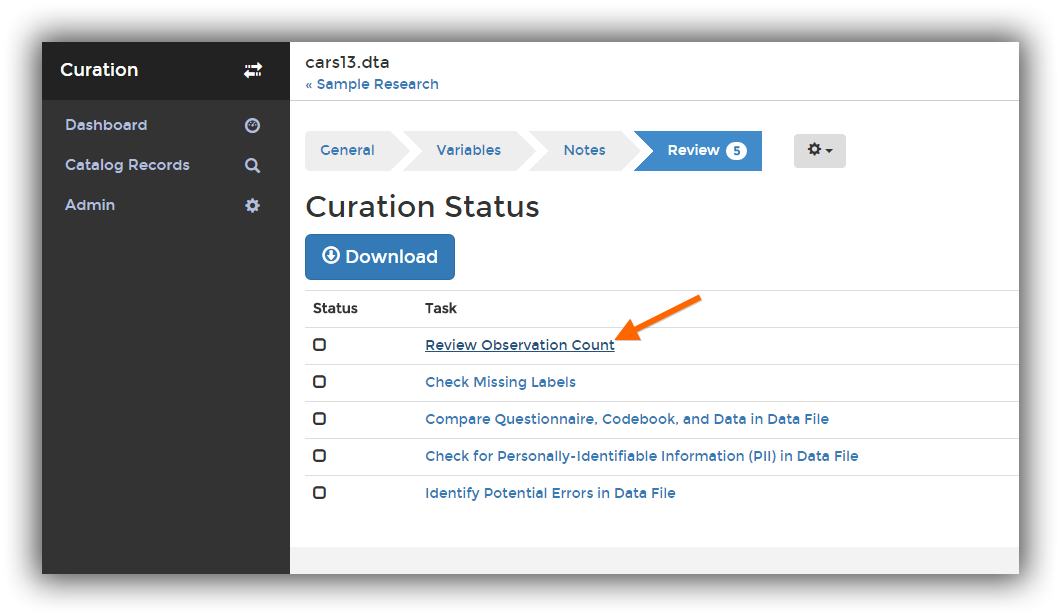 Curation
Dashboard
Catalog Records
Admin
cars13.dta
« Sample Research
General
Variables
Notes
Review 5
Curation Status
Download
Status Task
Review Observation Count
Check Missing Labels
Compare Questionnaire, Codebook, and Data in Data File
Check for Personally-Identifiable Information (PII) in Data File
Identify Potential Errors in Data File